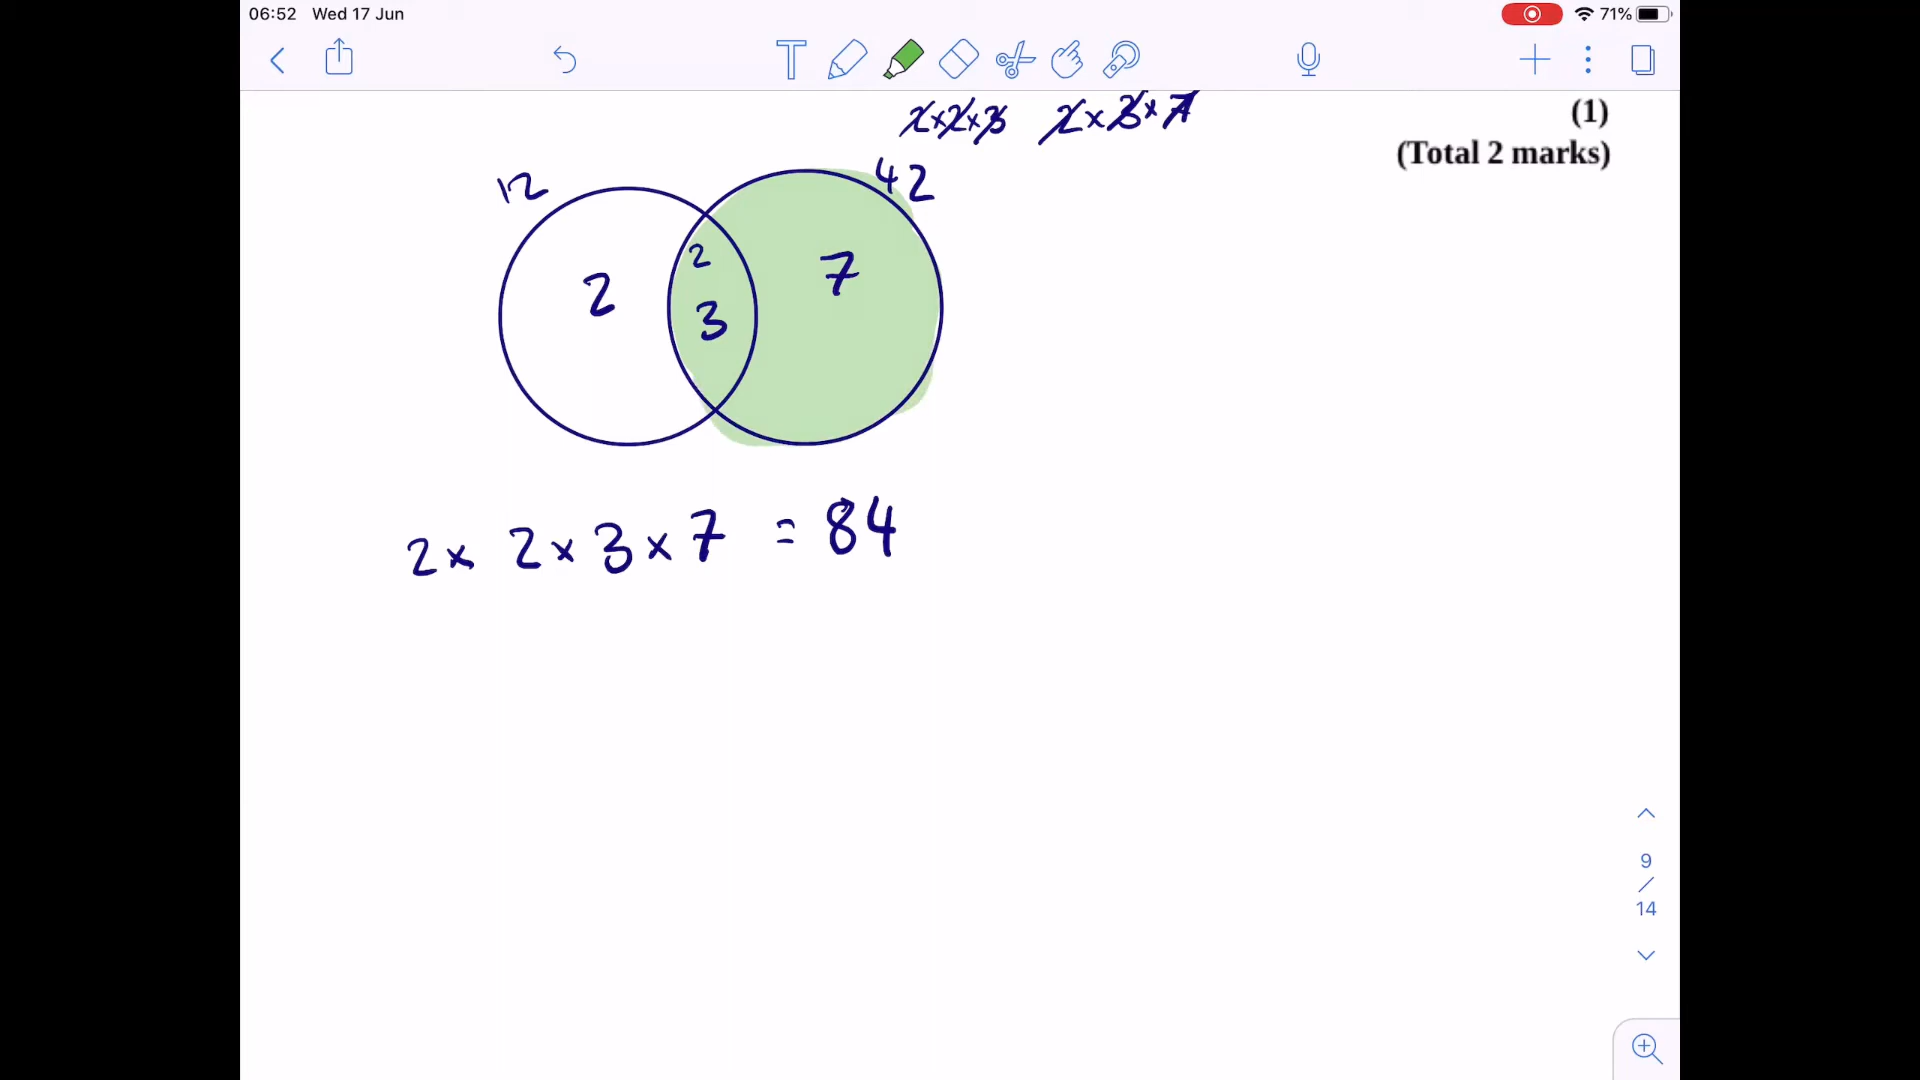 06:52 Wed 17 Jun 71%
T
2×2×3 2×3×7 (1)
(Total 2 marks)
12 42
2 2 7
3
2× 2×3×7 = 84
9
/
14